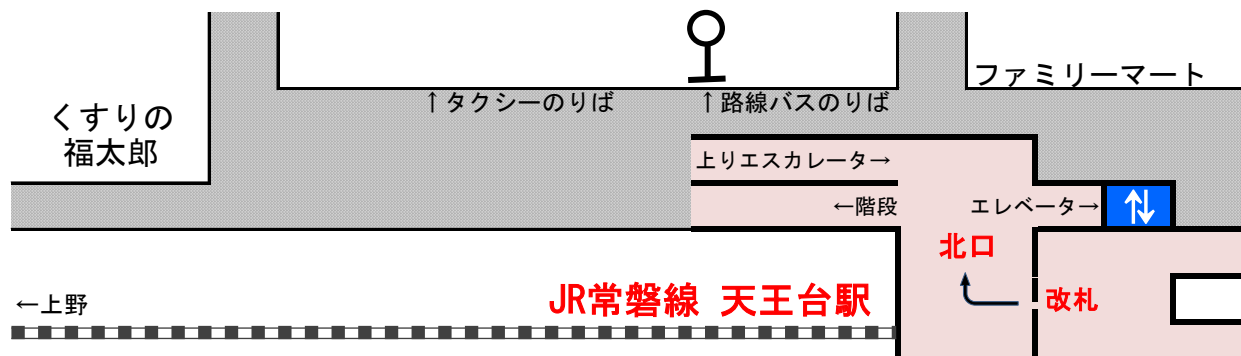 ファミリーマート
↑タクシーのりば
↑路線バスのりば
くすりの
福太郎
上りエスカレータ→
←階段
エレベータ→
北口
←上野
JR常磐線 天王台駅
改札